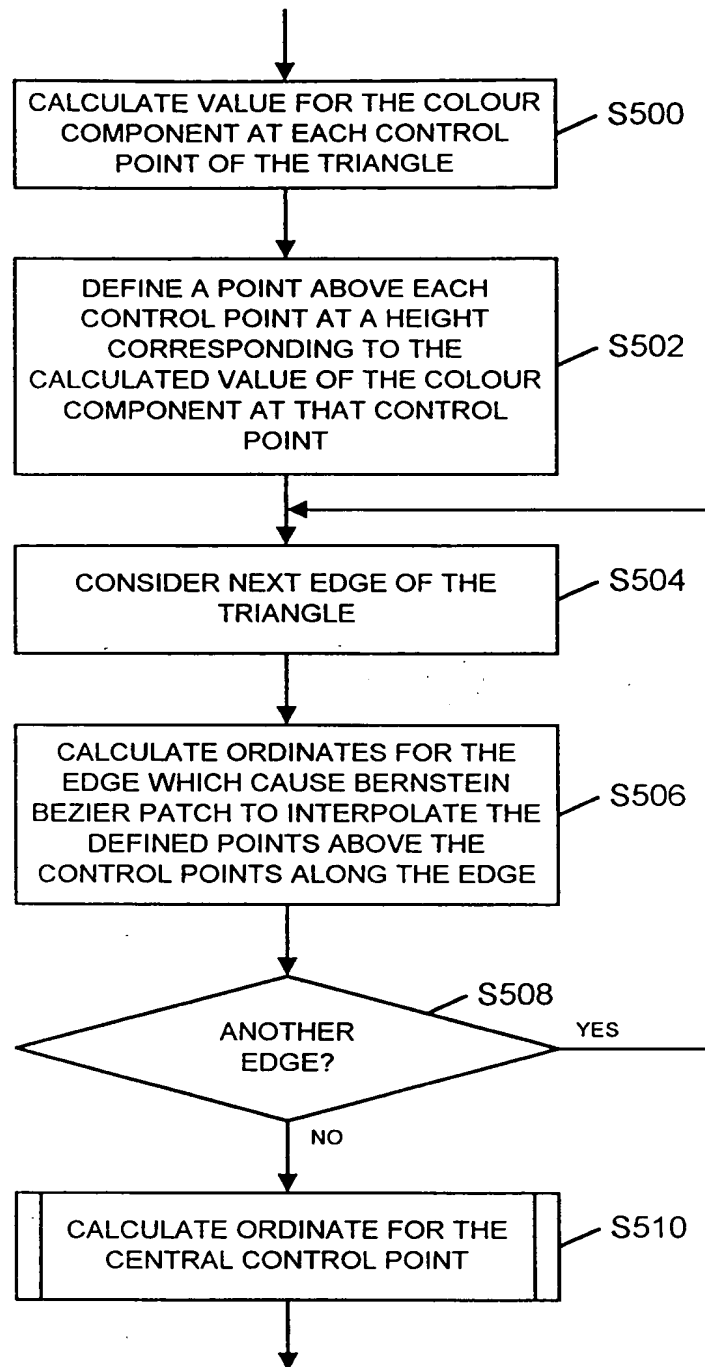 CALCULATE VALUE FOR THE COLOUR
COMPONENT AT EACH CONTROL
POINT OF THE TRIANGLE
S500
DEFINE A POINT ABOVE EACH
CONTROL POINT AT A HEIGHT
CORRESPONDING TO THE
CALCULATED VALUE OF THE COLOUR
COMPONENT AT THAT CONTROL
POINT
S502
CONSIDER NEXT EDGE OF THE
TRIANGLE
S504
CALCULATE ORDINATES FOR THE
EDGE WHICH CAUSE BERNSTEIN
BEZIER PATCH TO INTERPOLATE THE
DEFINED POINTS ABOVE THE
CONTROL POINTS ALONG THE EDGE
S506
S508
ANOTHER
EDGE?
YES
NO
CALCULATE ORDINATE FOR THE
CENTRAL CONTROL POINT
S510